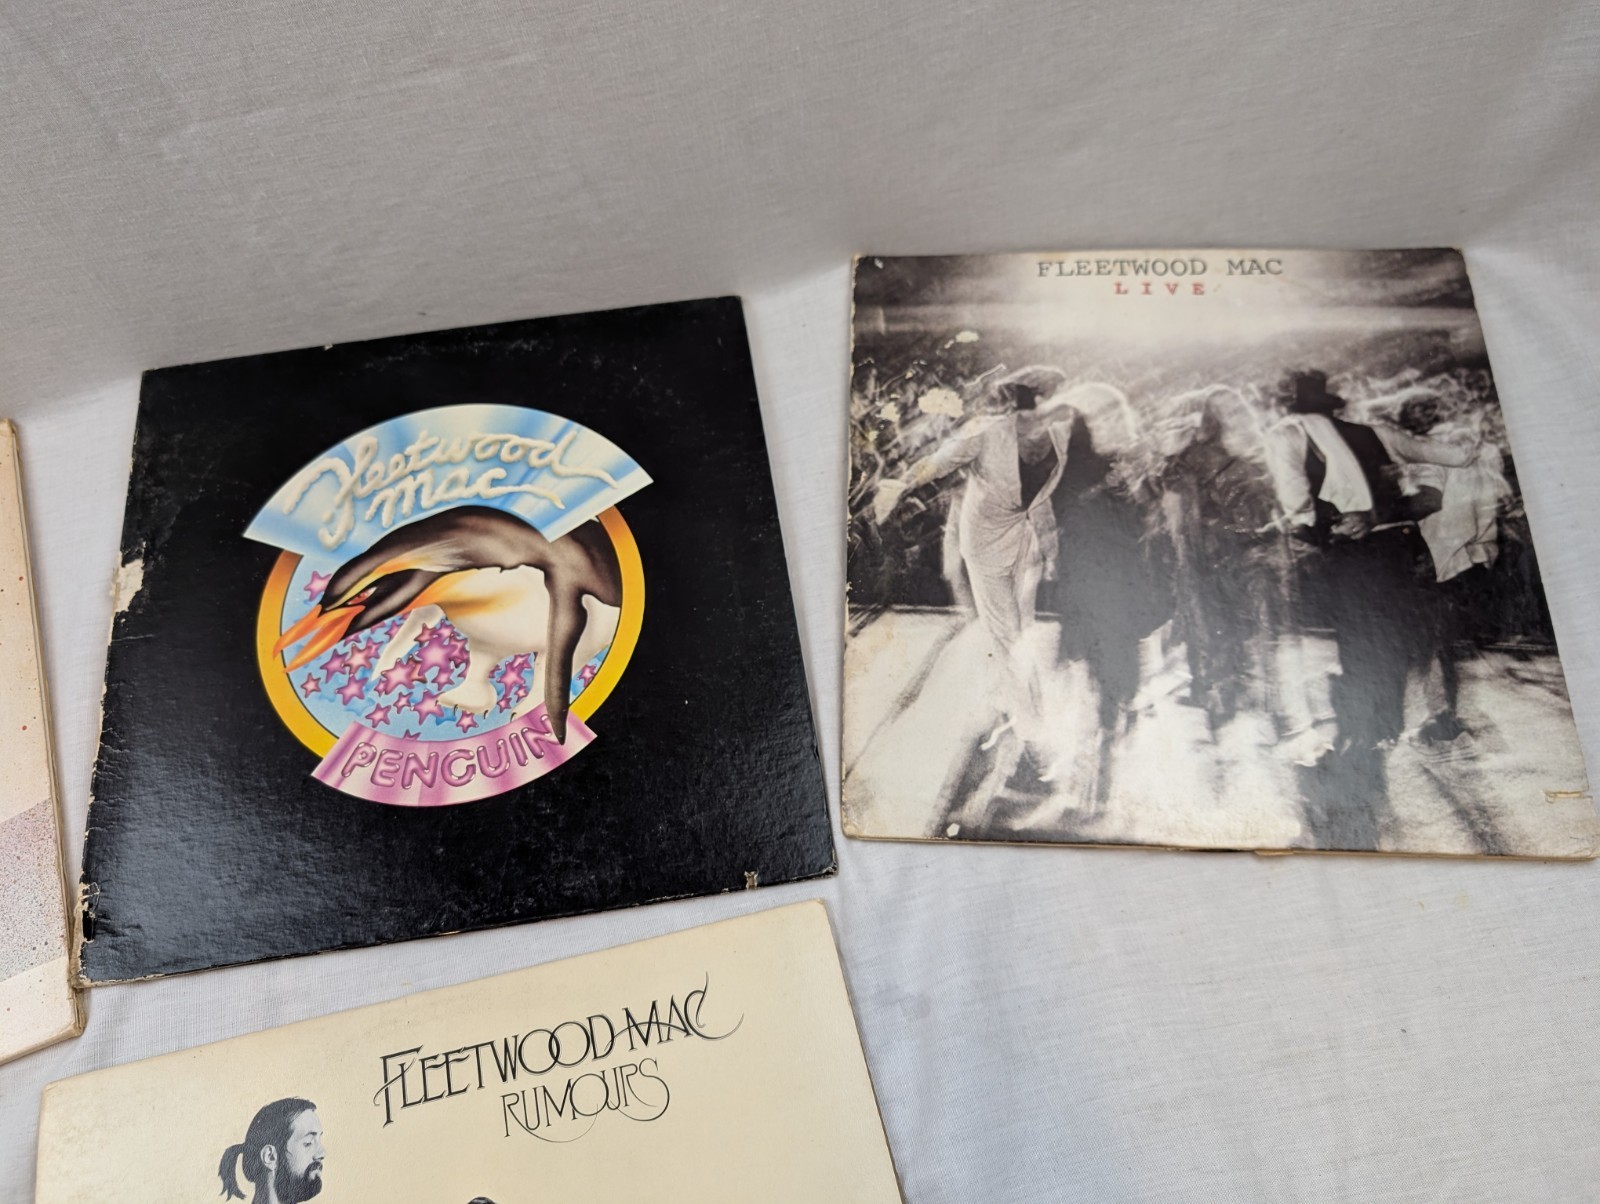 Fleetwood
Mac
PENGUIN
FLEETWOOD MAC
LIVE
FLEETWOOD MAC
RUMOURS